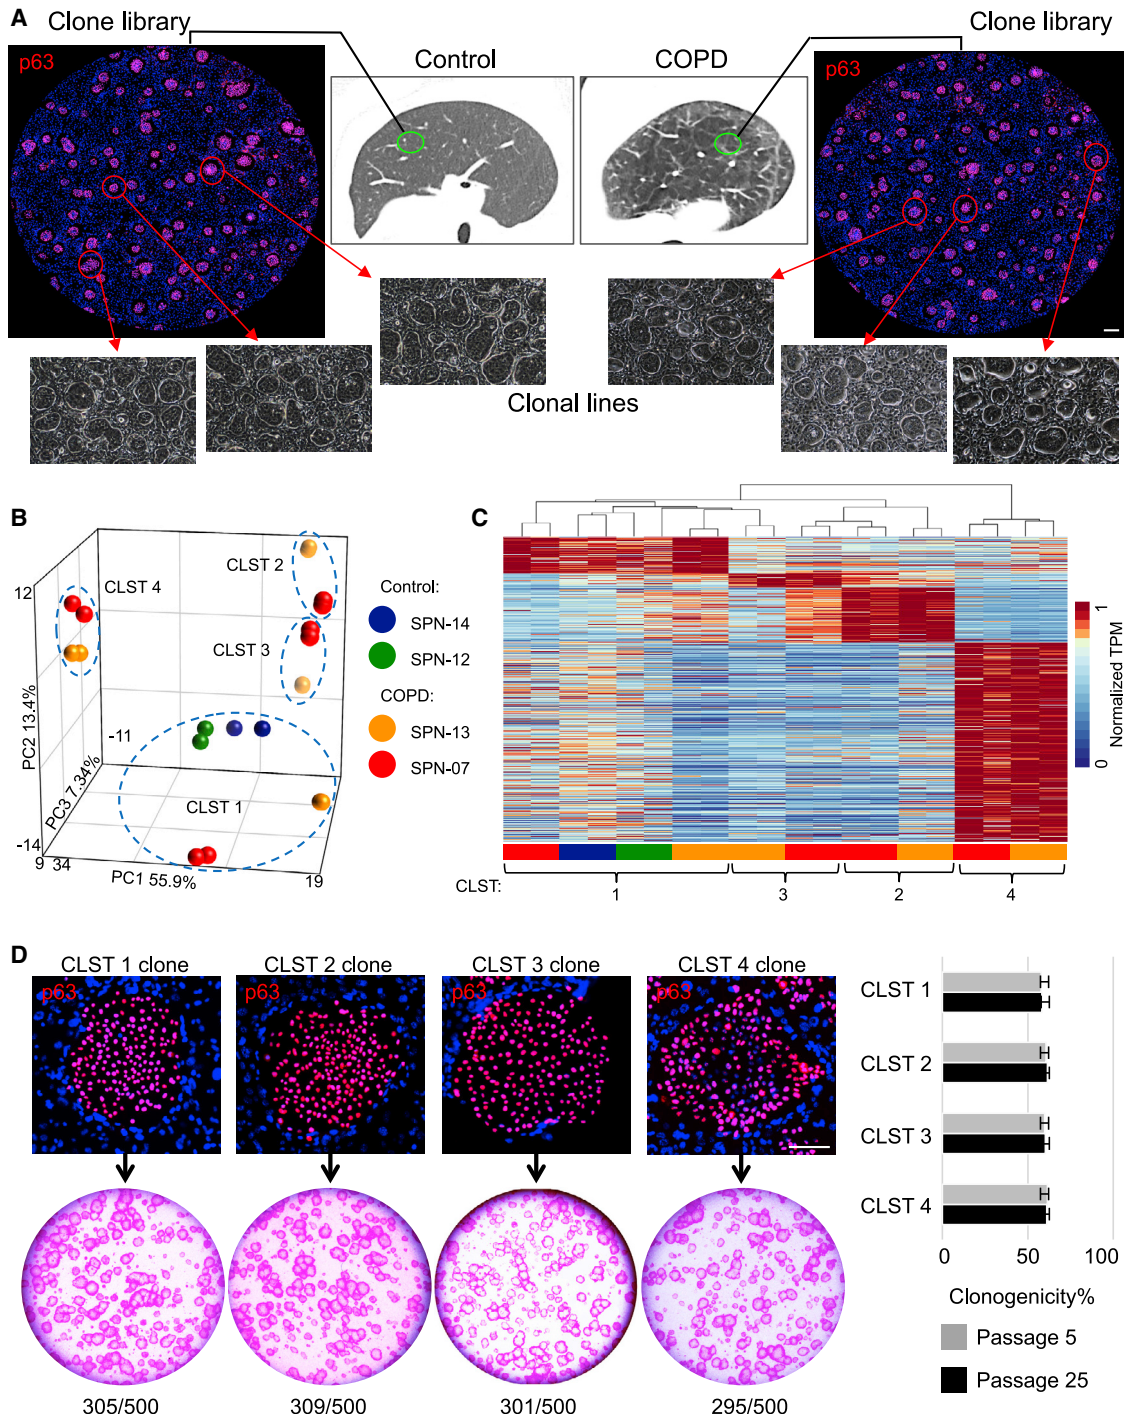 A
Clone library
Clone library
Control
COPD
p63
p63
Clonal lines
B
CLST 2
CLST 4
CLST 3
CLST 1
12
PC2 13.4%
-11
PC3 7.34%
-14
9 34
PC1 55.9%
19
Control:
SPN-14
SPN-12
COPD:
SPN-13
SPN-07
C
1
Normalized TPM
0
CLST:
1
3
2
4
D
CLST 1 clone
CLST 2 clone
CLST 3 clone
CLST 4 clone
p63
p63
p63
p63
305/500
309/500
301/500
295/500
CLST 1
CLST 2
CLST 3
CLST 4
0
50
100
Clonogenicity%
Passage 5
Passage 25